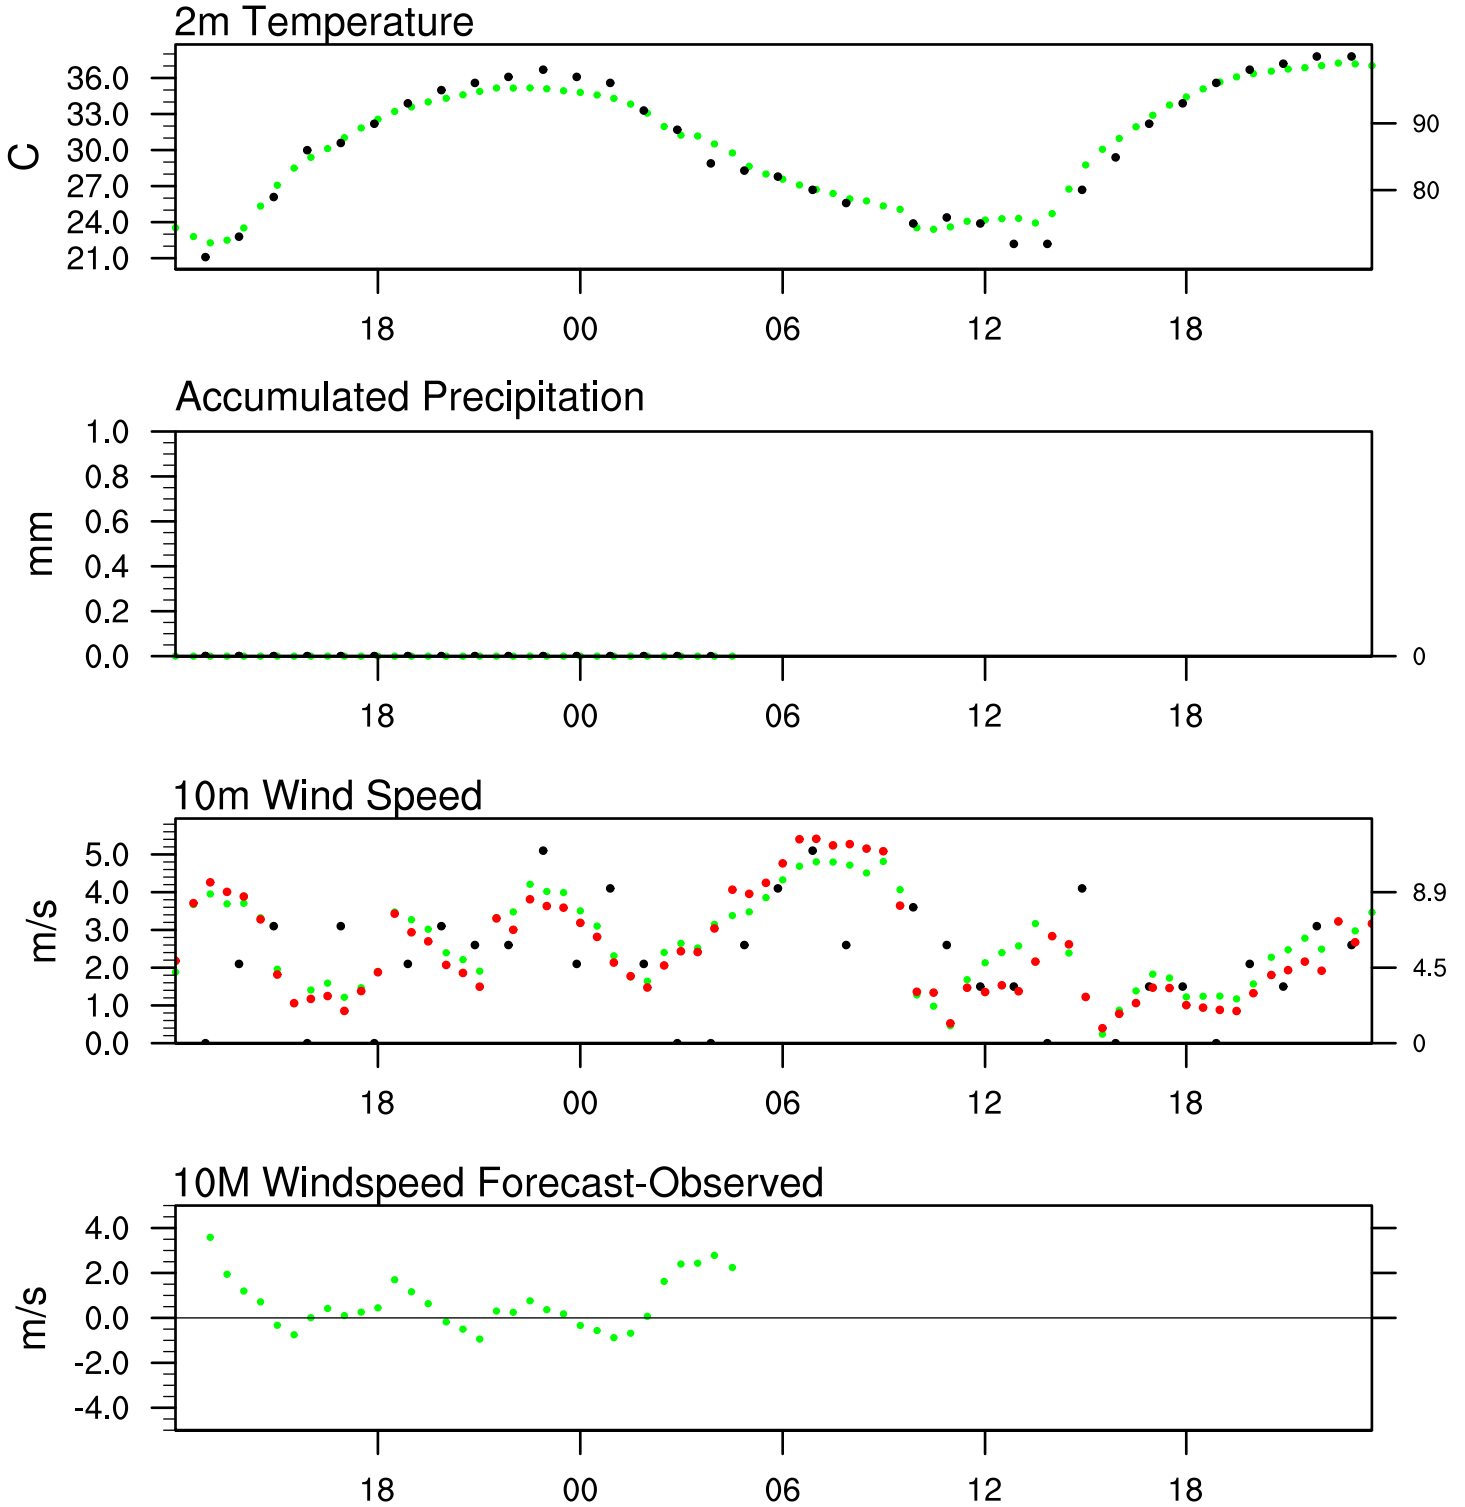 2m Temperature
C
36.0
33.0
30.0
27.0
24.0
21.0
90
80
18 00 06 12 18
Accumulated Precipitation
mm
1.0
0.8
0.6
0.4
0.2
0.0
0
18 00 06 12 18
10m Wind Speed
m/s
5.0
4.0
3.0
2.0
1.0
0.0
8.9
4.5
0
18 00 06 12 18
10M Windspeed Forecast-Observed
m/s
4.0
2.0
0.0
-2.0
-4.0
18 00 06 12 18